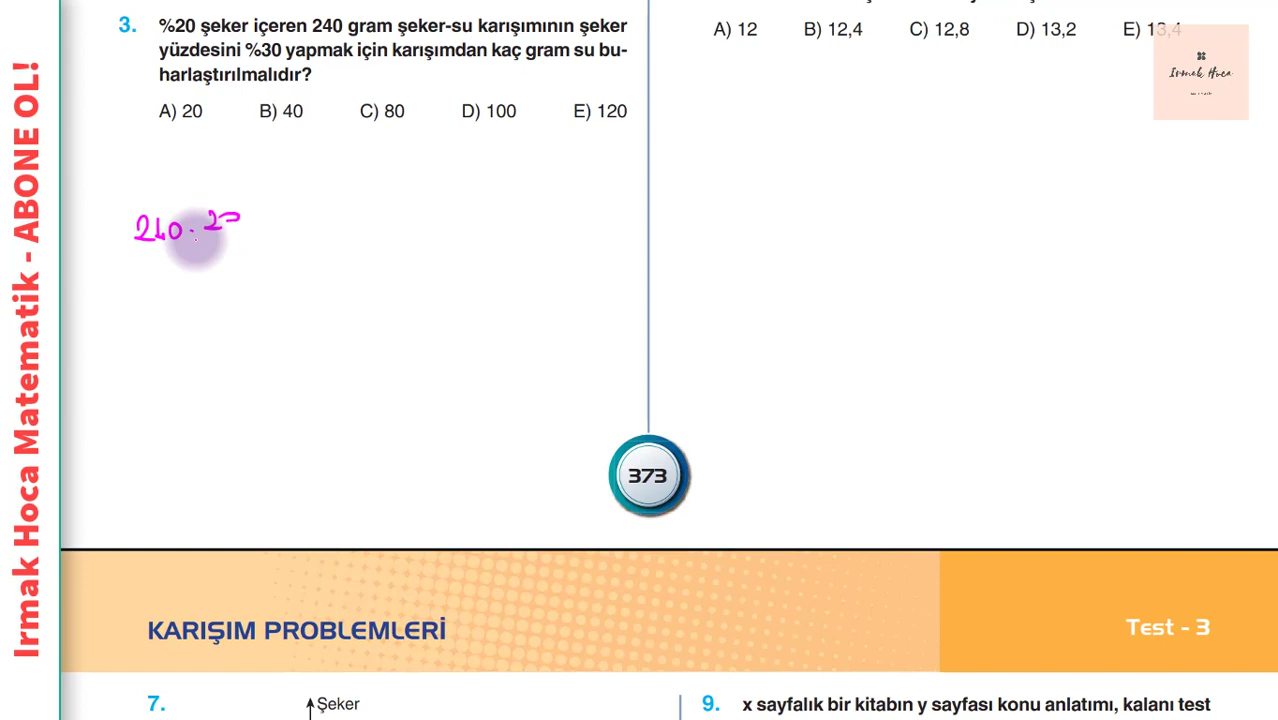 Irmak Hoca Matematik - ABONE OL!
3. %20 şeker içeren 240 gram şeker-su karışımının şeker
yüzdesini %30 yapmak için karışımdan kaç gram su bu-
harlaştırılmalıdır?
A) 20 B) 40 C) 80 D) 100 E) 120
240 . 20
A) 12 B) 12,4 C) 12,8 D) 13,2 E) 13,4
Irmak Hoca
373
KARIŞIM PROBLEMLERİ
Test - 3
7.
Şeker
9. x sayfalık bir kitabın y sayfası konu anlatımı, kalanı test